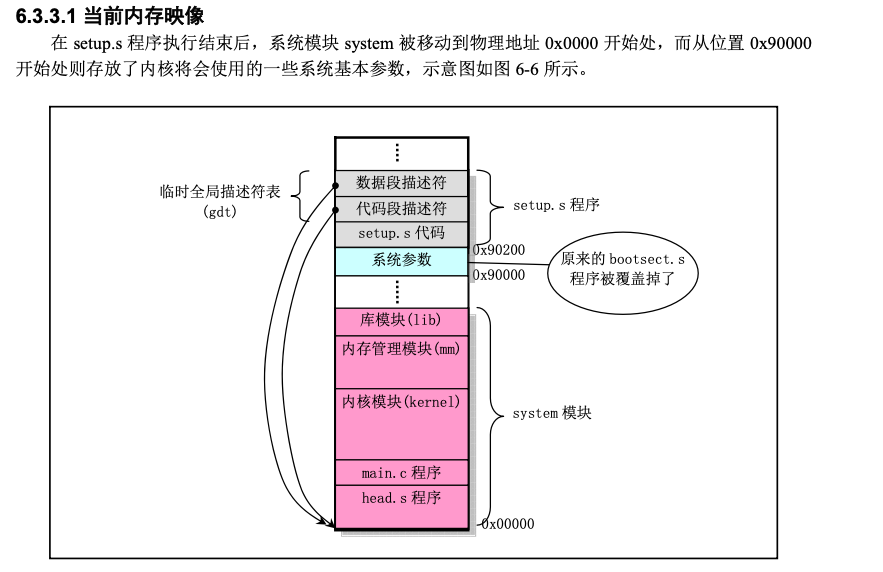 6.3.3.1 当前内存映像
在 setup.s 程序执行结束后，系统模块 system 被移动到物理地址 0x0000 开始处，而从位置 0x90000
开始处则存放了内核将会使用的一些系统基本参数，示意图如图 6-6 所示。
临时全局描述符表
(gdt)
数据段描述符
代码段描述符
setup.s 代码
系统参数
setup.s 程序
0x90200
0x90000
原来的 bootsect.s
程序被覆盖掉了
库模块(lib)
内存管理模块(mm)
内核模块(kernel)
main.c 程序
head.s 程序
system 模块
0x00000